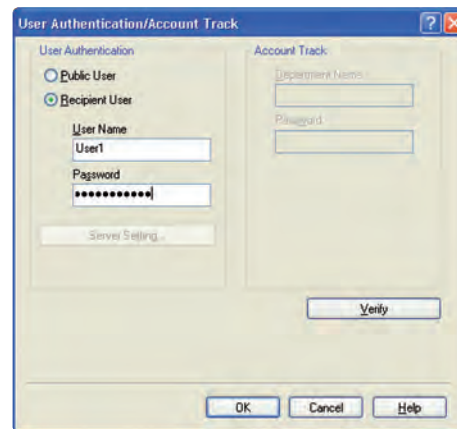 User Authentication/Account Track
User Authentication
Public User
Recipient User
User Name
User1
Password
Server Setting...
Account Track
Department Name
Password
Verify
OK
Cancel
Help